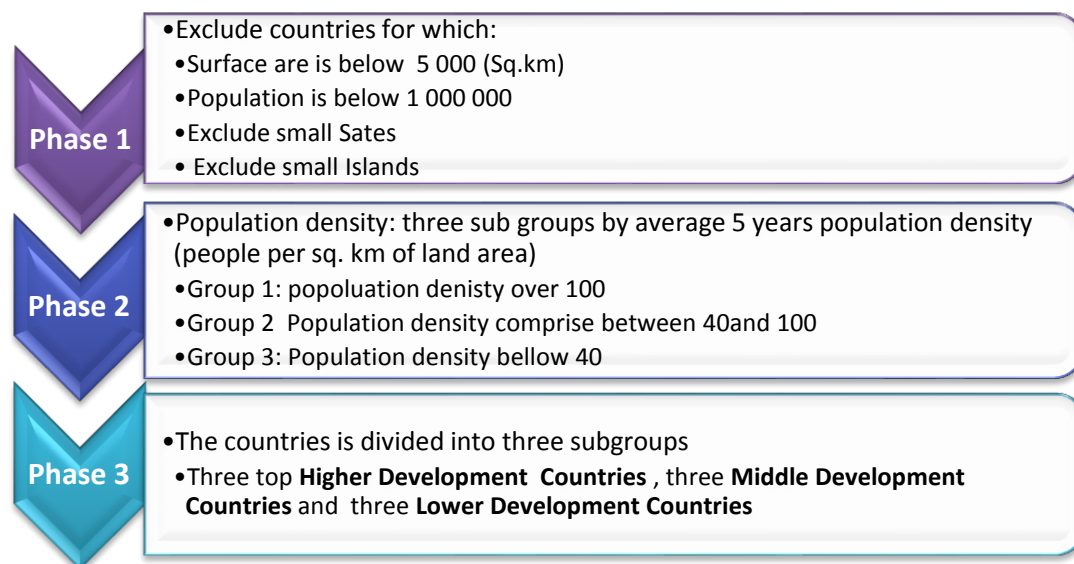 Phase 1
•Exclude countries for which:
•Surface are is below 5 000 (Sq.km)
•Population is below 1 000 000
•Exclude small Sates
• Exclude small Islands
Phase 2
•Population density: three sub groups by average 5 years population density
(people per sq. km of land area)
•Group 1: popoluation denisty over 100
•Group 2 Population density comprise between 40and 100
•Group 3: Population density bellow 40
Phase 3
•The countries is divided into three subgroups
•Three top Higher Development Countries , three Middle Development
Countries and three Lower Development Countries